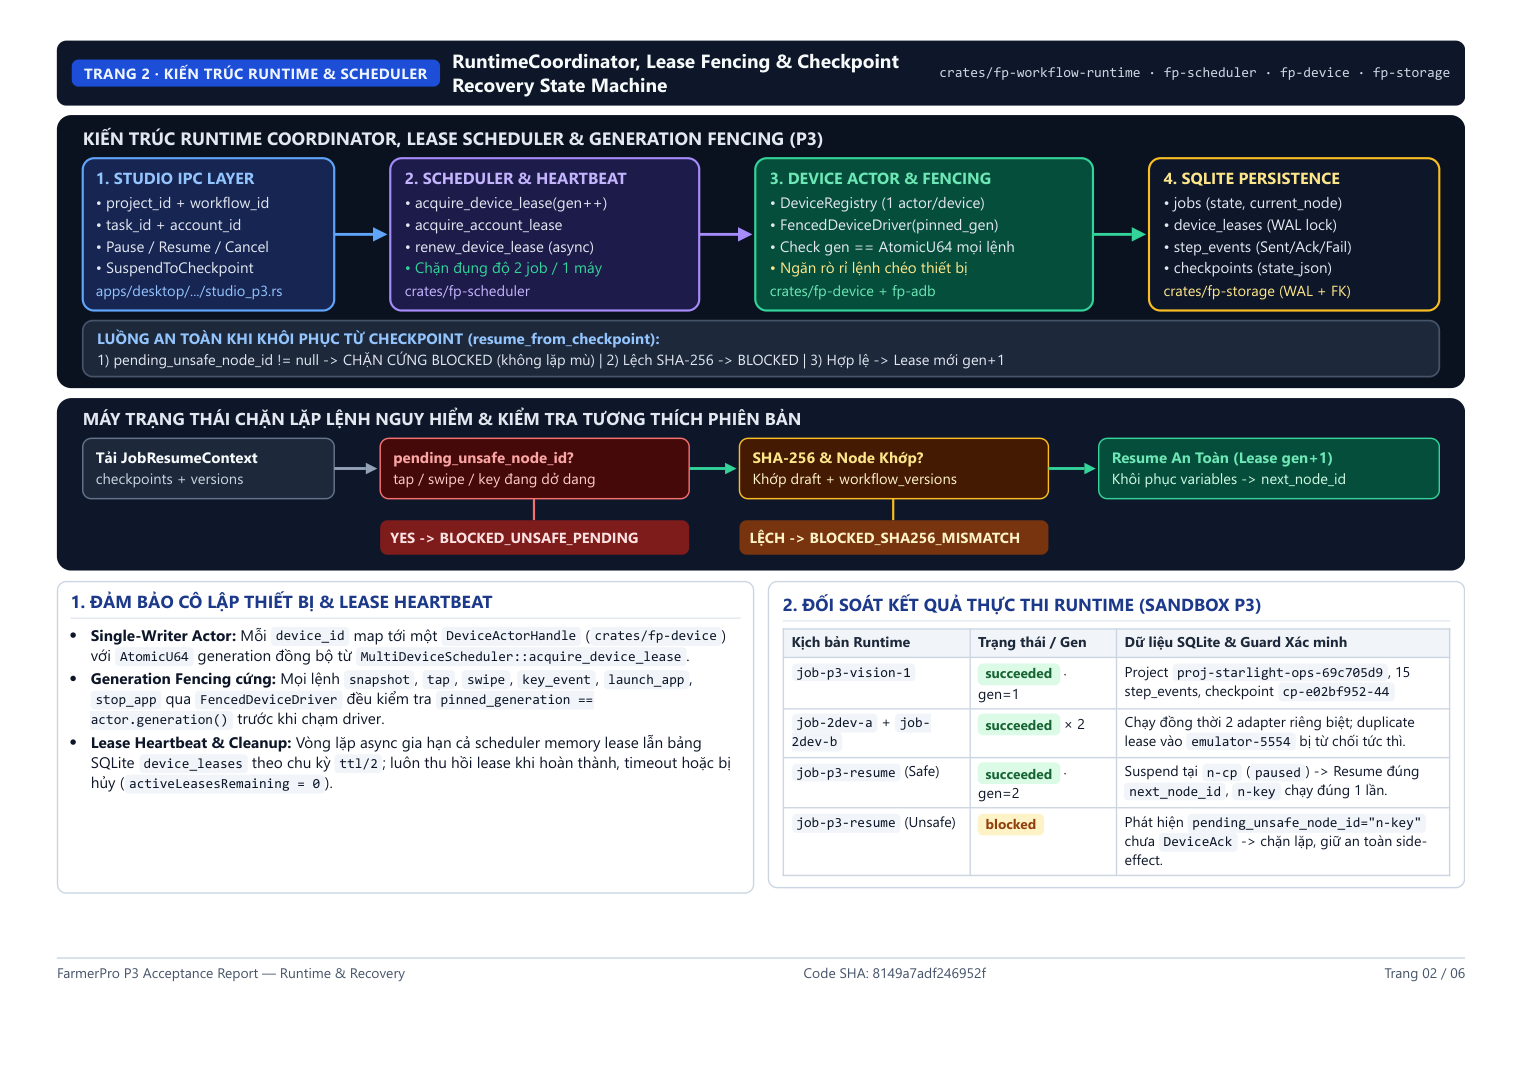 TRANG 2 · KIẾN TRÚC RUNTIME & SCHEDULER
RuntimeCoordinator, Lease Fencing & Checkpoint
Recovery State Machine
crates/fp-workflow-runtime · fp-scheduler · fp-device · fp-storage
KIẾN TRÚC RUNTIME COORDINATOR, LEASE SCHEDULER & GENERATION FENCING (P3)
1. STUDIO IPC LAYER
• project_id + workflow_id
• task_id + account_id
• Pause / Resume / Cancel
• SuspendToCheckpoint
apps/desktop/.../studio_p3.rs
2. SCHEDULER & HEARTBEAT
• acquire_device_lease(gen++)
• acquire_account_lease
• renew_device_lease (async)
• Chặn đụng độ 2 job / 1 máy
crates/fp-scheduler
3. DEVICE ACTOR & FENCING
• DeviceRegistry (1 actor/device)
• FencedDeviceDriver(pinned_gen)
• Check gen == AtomicU64 mọi lệnh
• Ngăn rò rỉ lệnh chéo thiết bị
crates/fp-device + fp-adb
4. SQLITE PERSISTENCE
• jobs (state, current_node)
• device_leases (WAL lock)
• step_events (Sent/Ack/Fail)
• checkpoints (state_json)
crates/fp-storage (WAL + FK)
LUỒNG AN TOÀN KHI KHÔI PHỤC TỪ CHECKPOINT (resume_from_checkpoint):
1) pending_unsafe_node_id != null -> CHẶN CỨNG BLOCKED (không lặp mù) | 2) Lệch SHA-256 -> BLOCKED | 3) Hợp lệ -> Lease mới gen+1
MÁY TRẠNG THÁI CHẶN LẶP LỆNH NGUY HIỂM & KIỂM TRA TƯƠNG THÍCH PHIÊN BẢN
Tải JobResumeContext
checkpoints + versions
pending_unsafe_node_id?
tap / swipe / key đang dở dang
SHA-256 & Node Khớp?
Khớp draft + workflow_versions
Resume An Toàn (Lease gen+1)
Khôi phục variables -> next_node_id
YES -> BLOCKED_UNSAFE_PENDING
LỆCH -> BLOCKED_SHA256_MISMATCH
1. ĐẢM BẢO CÔ LẬP THIẾT BỊ & LEASE HEARTBEAT
• Single-Writer Actor: Mỗi device_id map tới một DeviceActorHandle ( crates/fp-device )
với AtomicU64 generation đồng bộ từ MultiDeviceScheduler::acquire_device_lease .
• Generation Fencing cứng: Mọi lệnh snapshot , tap , swipe , key_event , launch_app ,
stop_app qua FencedDeviceDriver đều kiểm tra pinned_generation ==
actor.generation() trước khi chạm driver.
• Lease Heartbeat & Cleanup: Vòng lặp async gia hạn cả scheduler memory lease lẫn bảng
SQLite device_leases theo chu kỳ ttl/2 ; luôn thu hồi lease khi hoàn thành, timeout hoặc bị
hủy ( activeLeasesRemaining = 0 ).
2. ĐỐI SOÁT KẾT QUẢ THỰC THI RUNTIME (SANDBOX P3)
Kịch bản Runtime
Trạng thái / Gen
Dữ liệu SQLite & Guard Xác minh
job-p3-vision-1
succeeded ·
gen=1
Project proj-starlight-ops-69c705d9 , 15
step_events, checkpoint cp-e02bf952-44
job-2dev-a + job-
2dev-b
succeeded × 2
Chạy đồng thời 2 adapter riêng biệt; duplicate
lease vào emulator-5554 bị từ chối tức thì.
job-p3-resume (Safe)
succeeded ·
gen=2
Suspend tại n-cp ( paused ) -> Resume đúng
next_node_id , n-key chạy đúng 1 lần.
job-p3-resume (Unsafe)
blocked
Phát hiện pending_unsafe_node_id="n-key"
chưa DeviceAck -> chặn lặp, giữ an toàn side-
effect.
FarmerPro P3 Acceptance Report — Runtime & Recovery
Code SHA: 8149a7adf246952f
Trang 02 / 06